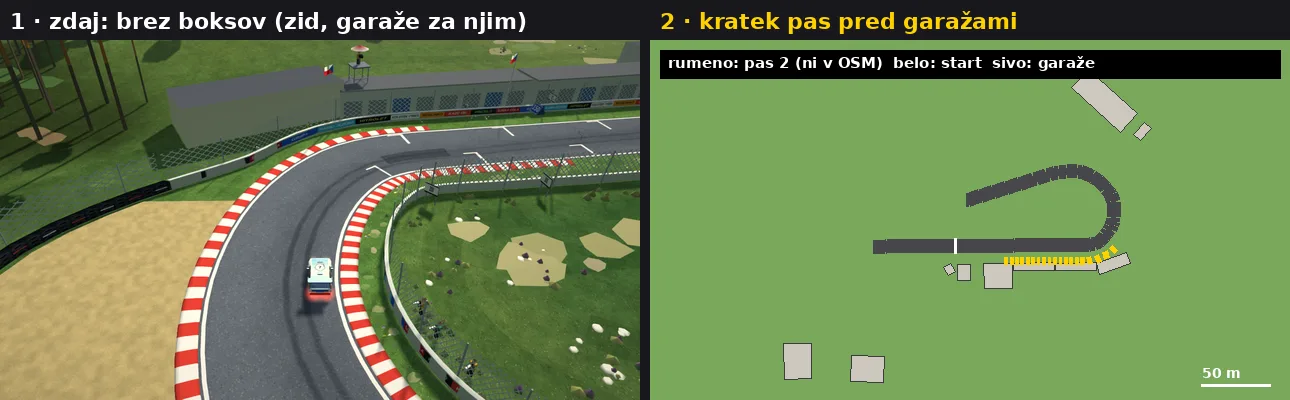 1 · zdaj: brez boksov (zid, garaže za njim)
2 · kratek pas pred garažami
rumeno: pas 2 (ni v OSM)  belo: start  sivo: garaže
50 m